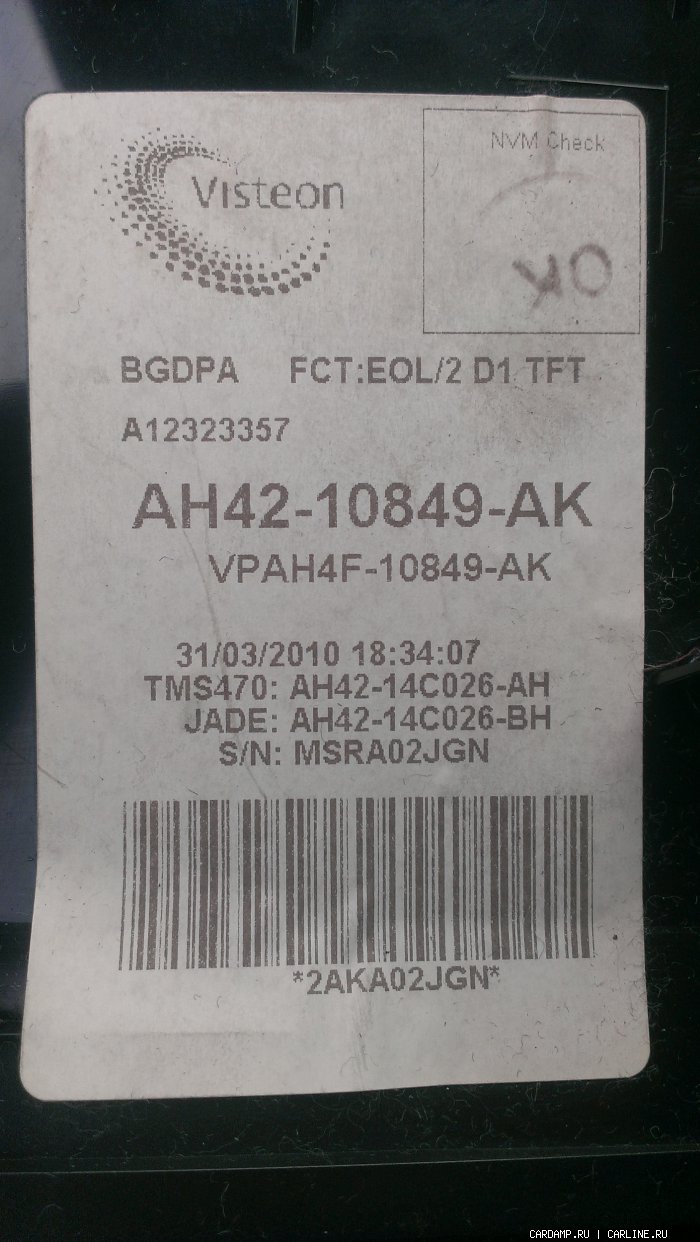 Visteon
NVM Check
OK
BGDPA FCT:EOL/2 D1 TFT
A12323357
AH42-10849-AK
VPAH4F-10849-AK
31/03/2010 18:34:07
TMS470: AH42-14C026-AH
JADE: AH42-14C026-BH
S/N: MSRA02JGN
*2AKA02JGN*
CARDAMP.RU | CARLINE.RU